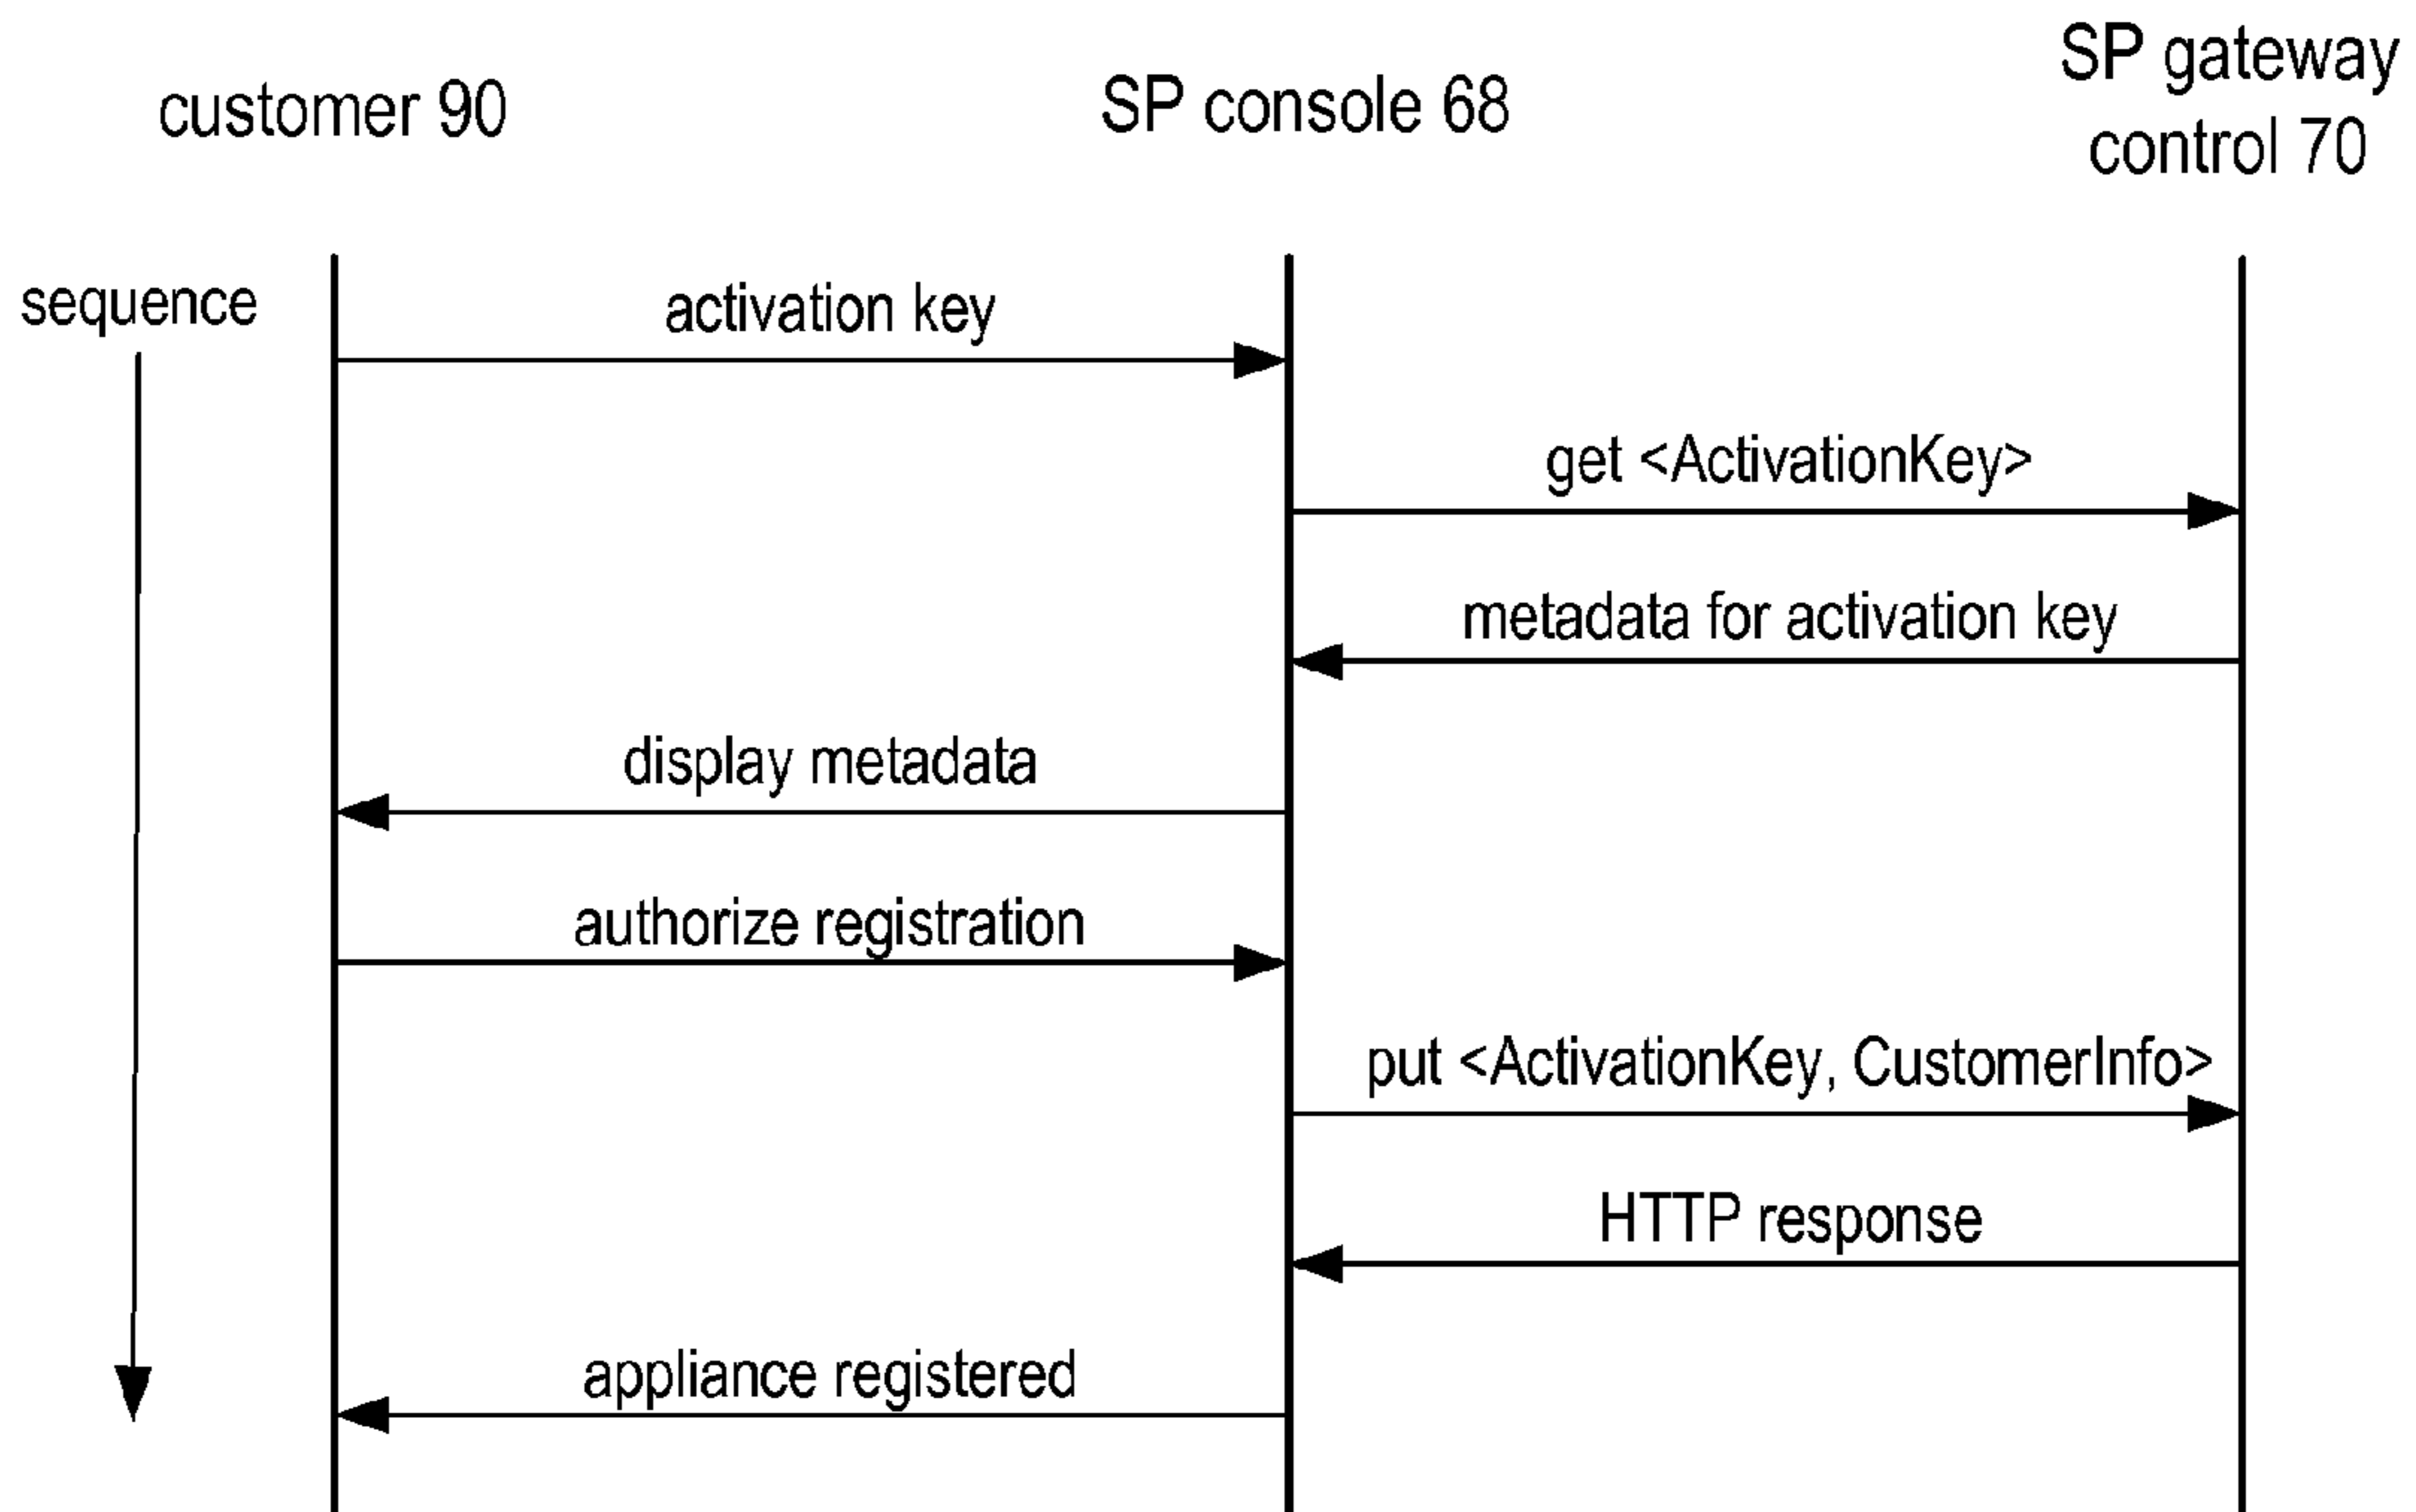 customer 90
SP console 68
SP gateway
control 70
sequence
activation key
get <ActivationKey>
metadata for activation key
display metadata
authorize registration
put <ActivationKey, CustomerInfo>
HTTP response
appliance registered